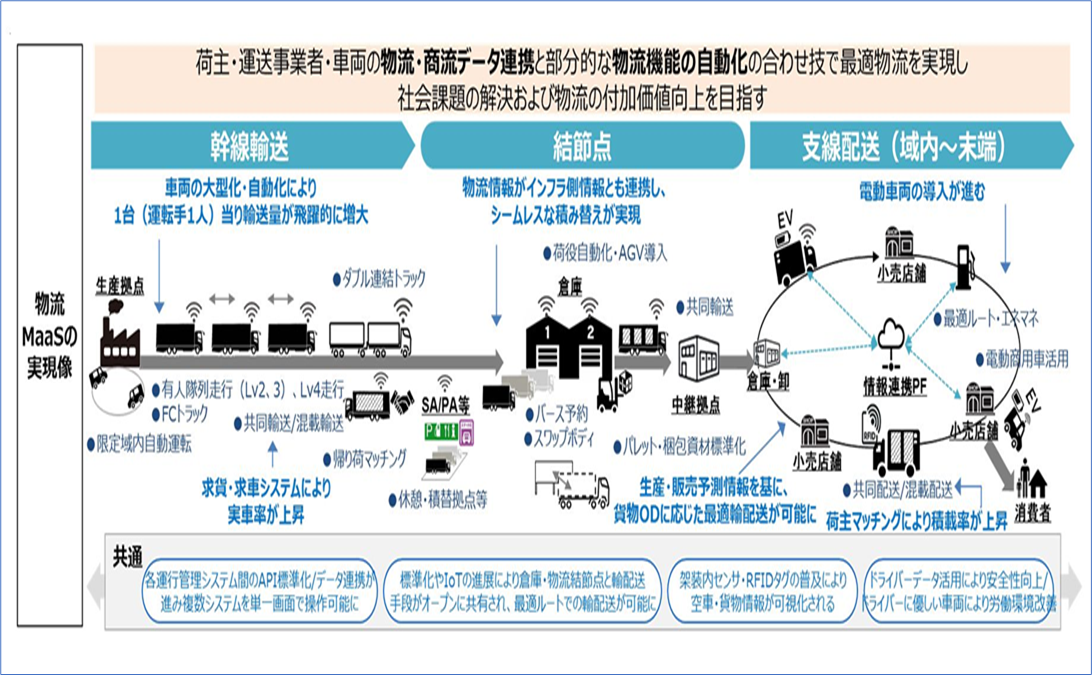 荷主・運送事業者・車両の物流・商流データ連携と部分的な物流機能の自動化の合わせ技で最適物流を実現し
社会課題の解決および物流の付加価値向上を目指す
物流
MaaSの
実現像
幹線輸送
結節点
支線配送（域内～末端）
車両の大型化・自動化により
1台（運転手1人）当り輸送量が飛躍的に増大
物流情報がインフラ側情報とも連携し、
シームレスな積み替えが実現
電動車両の導入が進む
生産拠点
●ダブル連結トラック
●荷役自動化・AGV導入
倉庫
1
2
●共同輸送
EV
小売店舗
●最適ルート・エネマネ
●電動商用車活用
情報連携PF
倉庫・卸
中継拠点
●有人隊列走行（Lv2、3）、Lv4走行
●FCトラック
●共同輸送/混載輸送
●限定域内自動運転
SA/PA等
P
●帰り荷マッチング
●休憩・積替拠点等
●バース予約
●スワップボディ
●パレット・梱包資材標準化
小売店舗
RFID
小売店舗
EV
●共同配送/混載配送
消費者
求貨・求車システムにより
実車率が上昇
生産・販売予測情報を基に、
貨物ODに応じた最適輸配送が可能に
荷主マッチングにより積載率が上昇
共通
各運行管理システム間のAPI標準化/データ連携が
進み複数システムを単一画面で操作可能に
標準化やIoTの進展により倉庫・物流結節点と輸配送
手段がオープンに共有され、最適ルートでの輸配送が可能に
架装内センサ・RFIDタグの普及により
空車・貨物情報が可視化される
ドライバーデータ活用により安全性向上/
ドライバーに優しい車両により労働環境改善